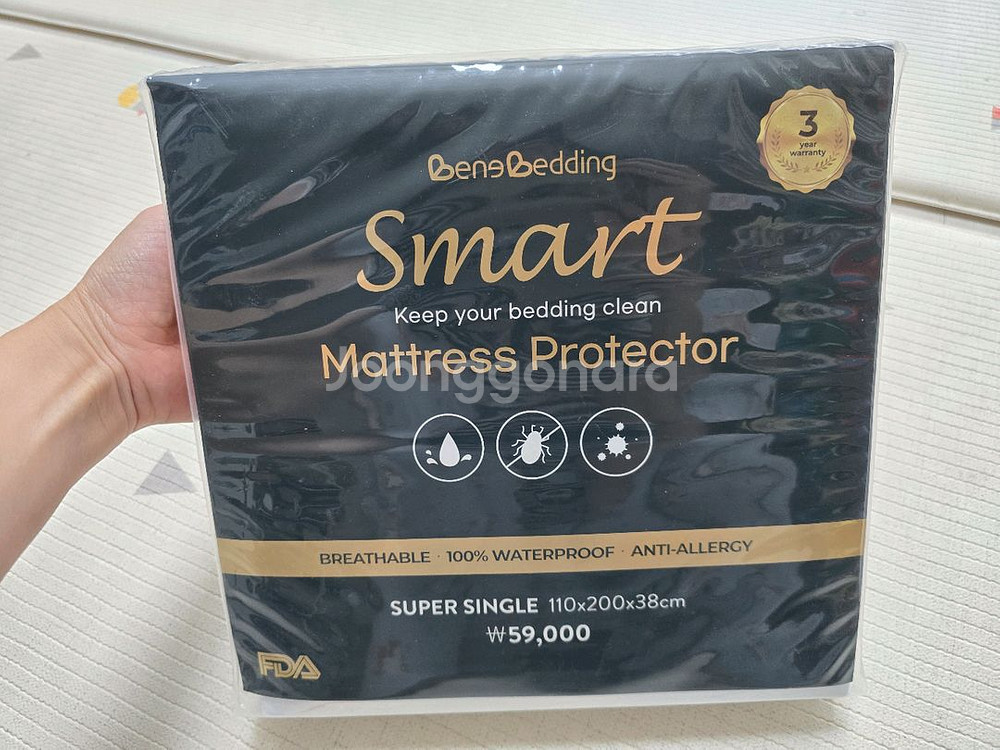 3
year
warranty
BeneBedding
Smart
Keep your bedding clean
Mattress Protector
Joonggonara
BREATHABLE · 100% WATERPROOF · ANTI-ALLERGY
SUPER SINGLE 110x200x38cm
₩59,000
FDA